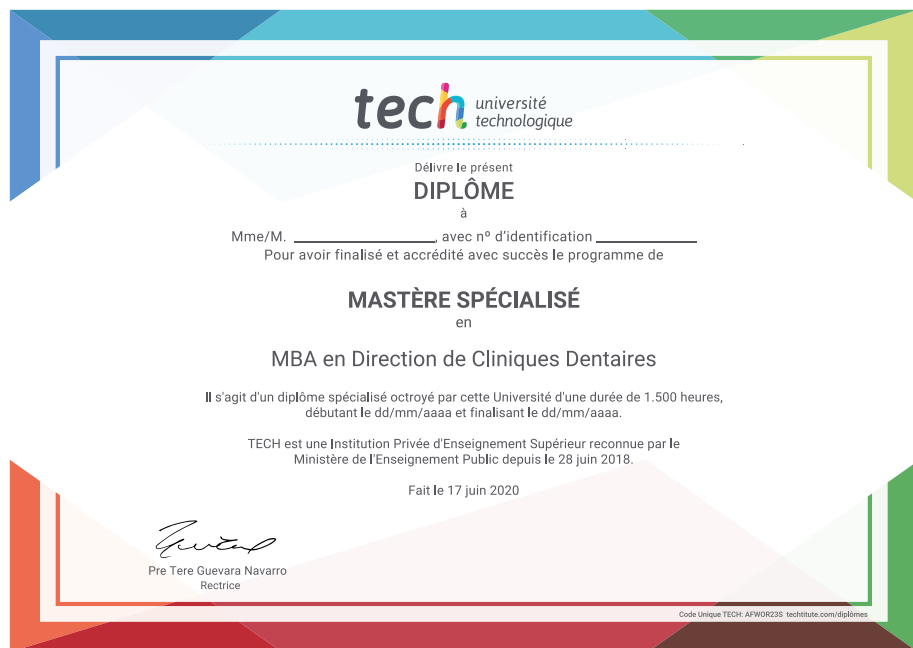 tech université
technologique
Délivre le présent
DIPLÔME
à
Mme/M. ____________, avec nº d'identification ____________
Pour avoir finalisé et accrédité avec succès le programme de
MASTÈRE SPÉCIALISÉ
en
MBA en Direction de Cliniques Dentaires
Il s'agit d'un diplôme spécialisé octroyé par cette Université d'une durée de 1.500 heures,
débutant le dd/mm/aaaa et finalisant le dd/mm/aaaa.
TECH est une Institution Privée d'Enseignement Supérieur reconnue par le
Ministère de l'Enseignement Public depuis le 28 juin 2018.
Fait le 17 juin 2020
Pre Tere Guevara Navarro
Rectrice
Code Unique TECH: AFWOR23S techtitute.com/diplômes